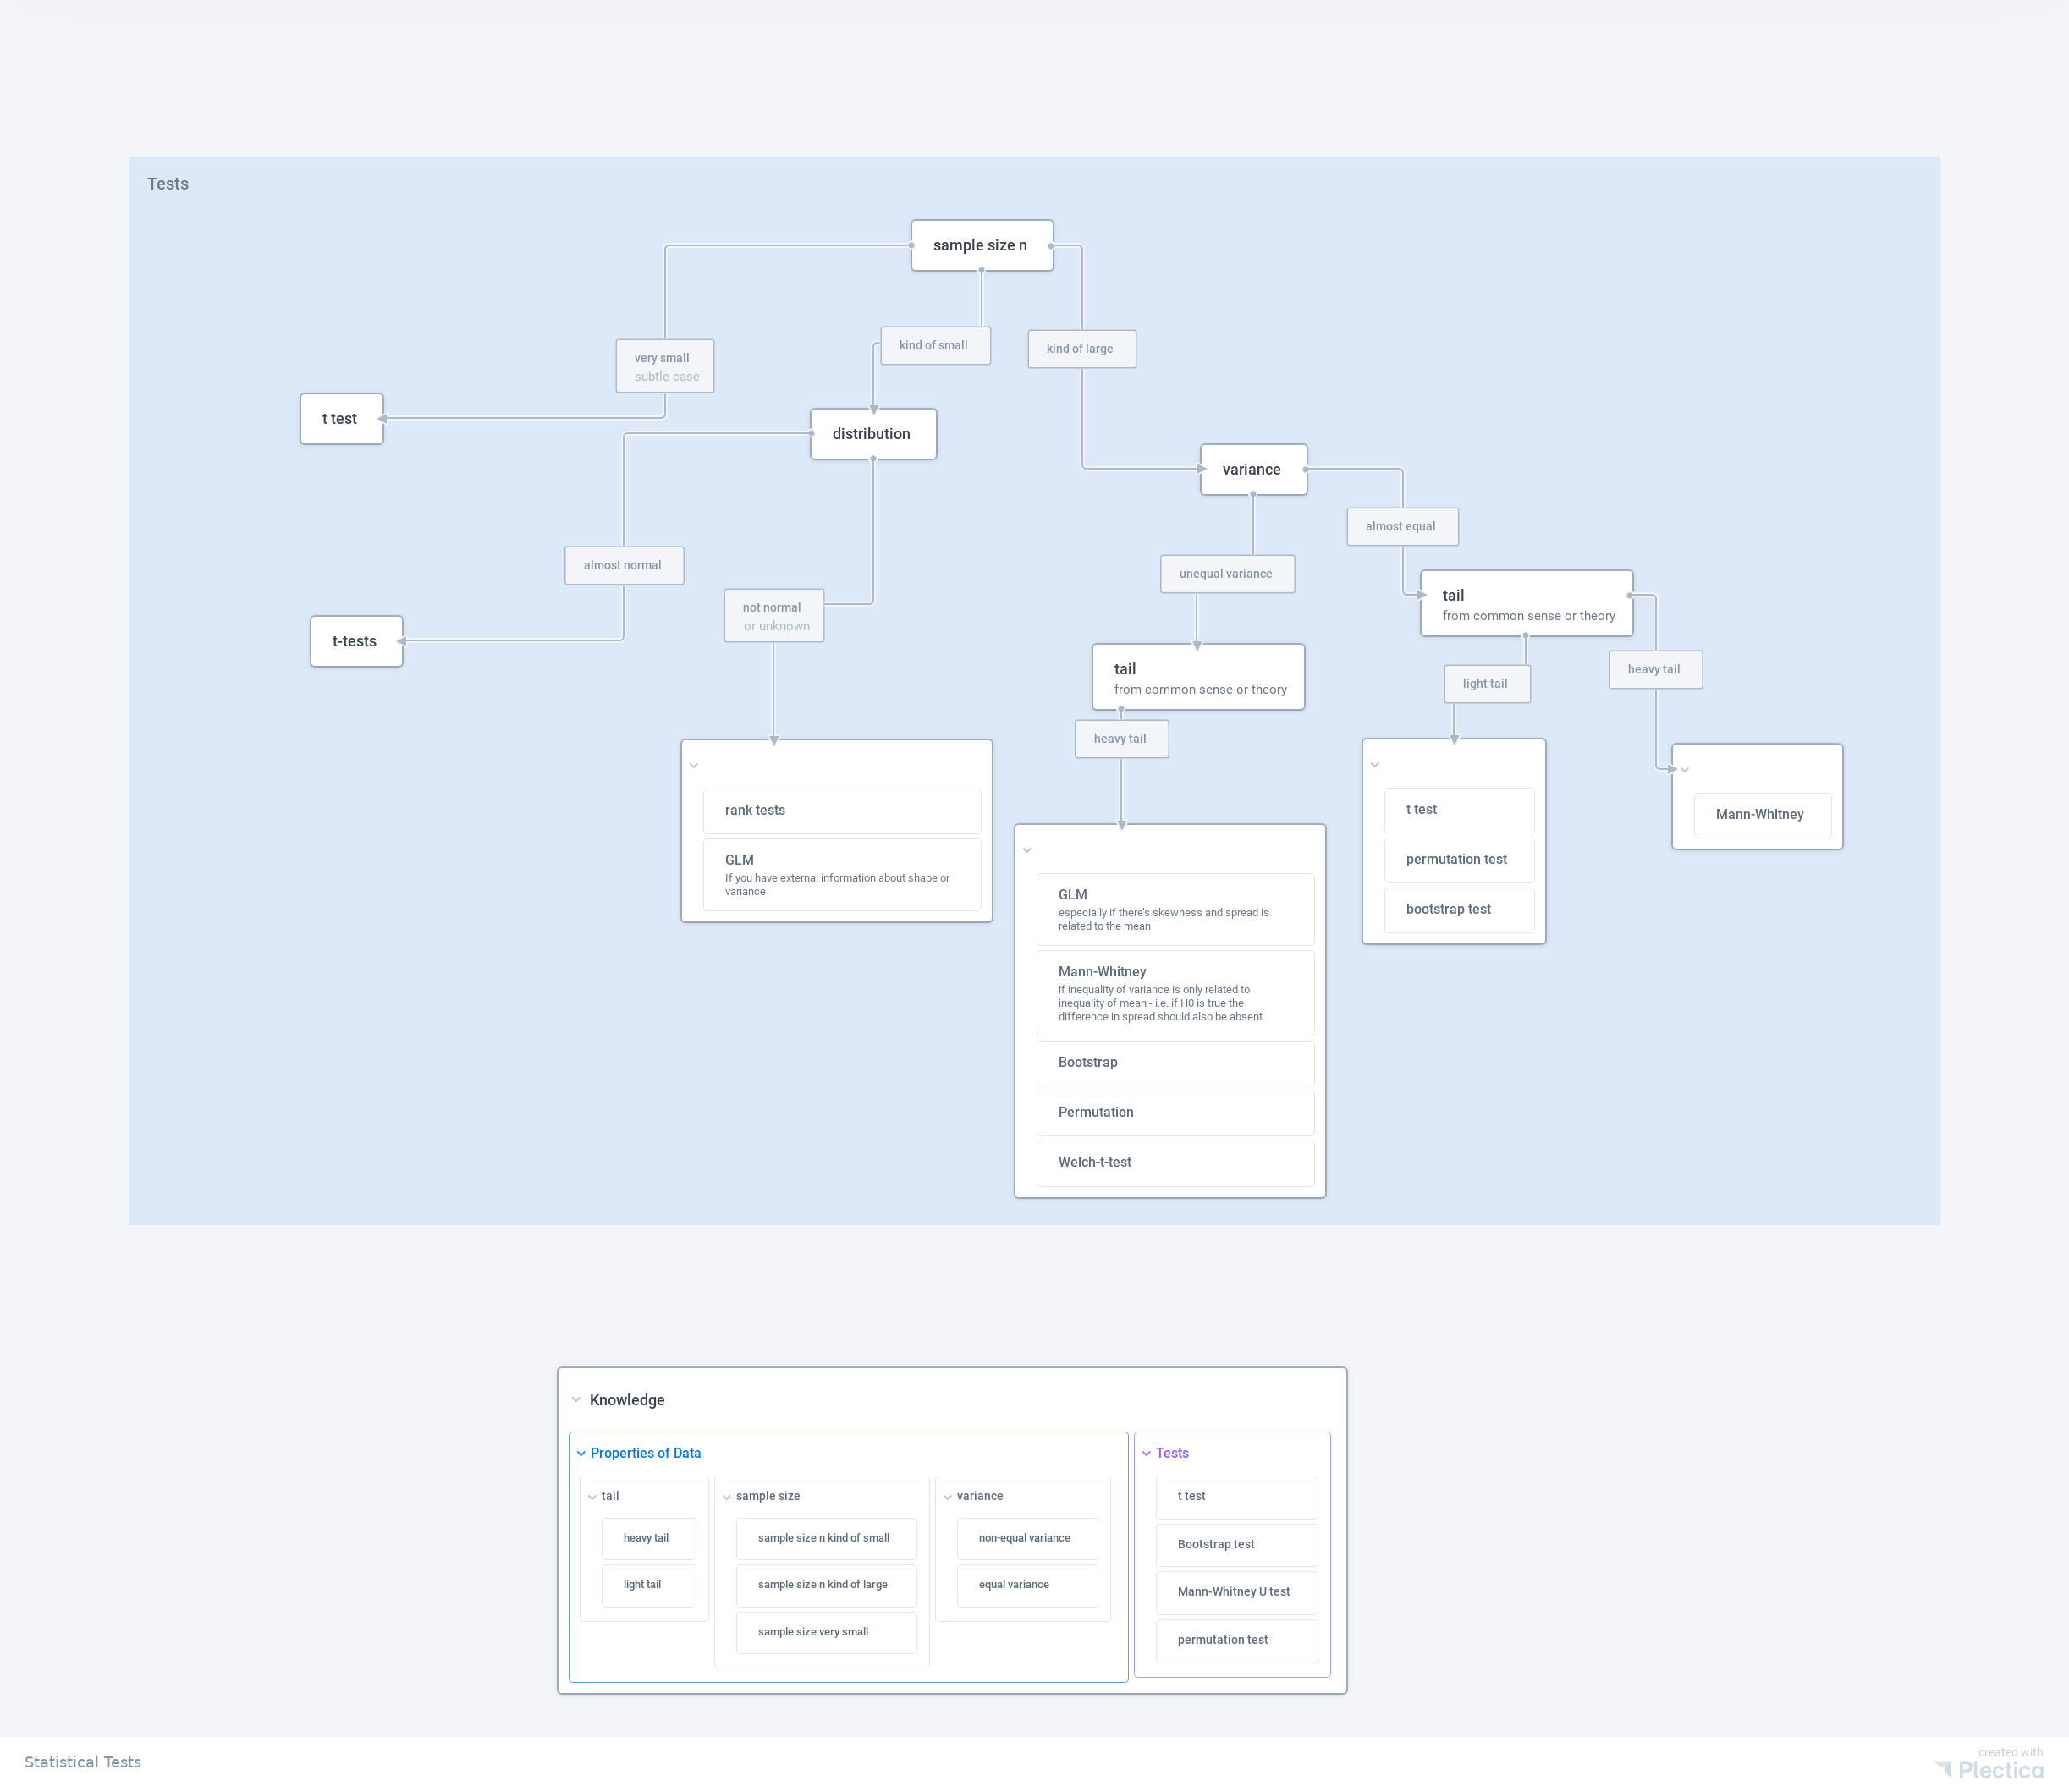 Tests
sample size n
very small
subtle case
kind of small
kind of large
t test
distribution
variance
almost normal
not normal
or unknown
t-tests
unequal variance
almost equal
tail
from common sense or theory
tail
from common sense or theory
heavy tail
light tail
heavy tail
rank tests
GLM
If you have external information about shape or
variance
GLM
especially if there's skewness and spread is
related to the mean
Mann-Whitney
if inequality of variance is only related to
inequality of mean - i.e. if H0 is true the
difference in spread should also be absent
Bootstrap
Permutation
Welch-t-test
t test
permutation test
bootstrap test
Mann-Whitney
Knowledge
Properties of Data
tail
heavy tail
light tail
sample size
sample size n kind of small
sample size n kind of large
sample size very small
variance
non-equal variance
equal variance
Tests
t test
Bootstrap test
Mann-Whitney U test
permutation test
Statistical Tests
created with
Plectica